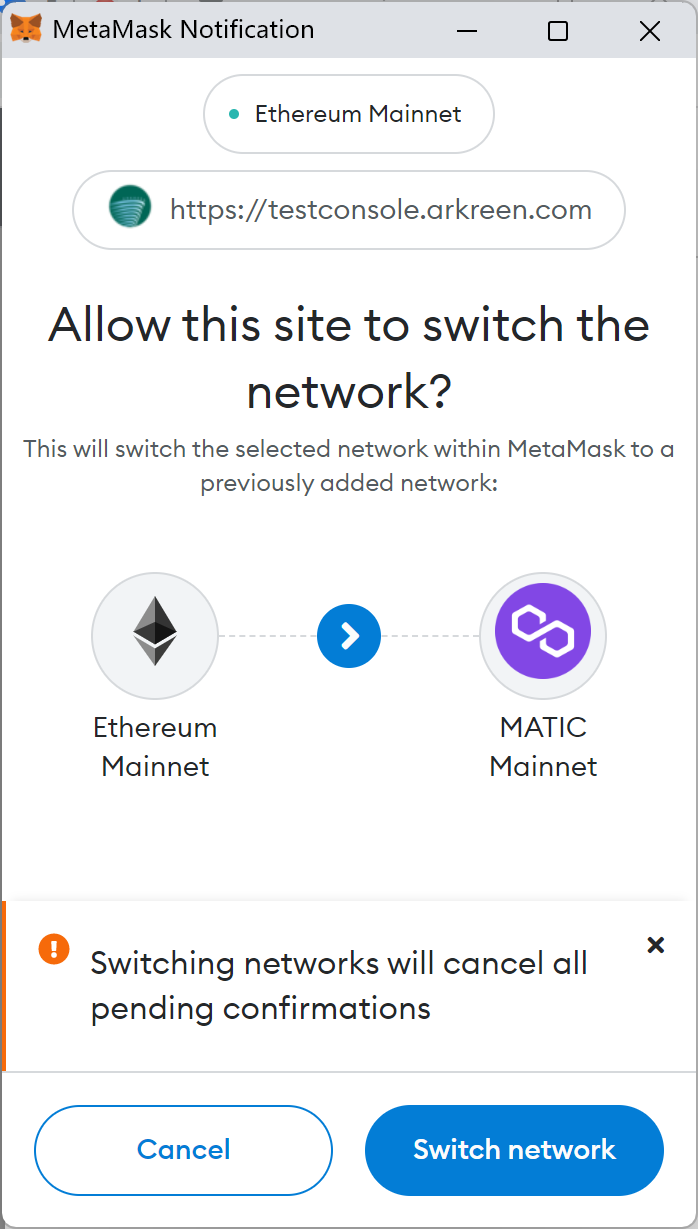 MetaMask Notification
Ethereum Mainnet
https://testconsole.arkreen.com
Allow this site to switch the
network?
This will switch the selected network within MetaMask to a
previously added network:
Ethereum
Mainnet
MATIC
Mainnet
Switching networks will cancel all
pending confirmations
Cancel
Switch network